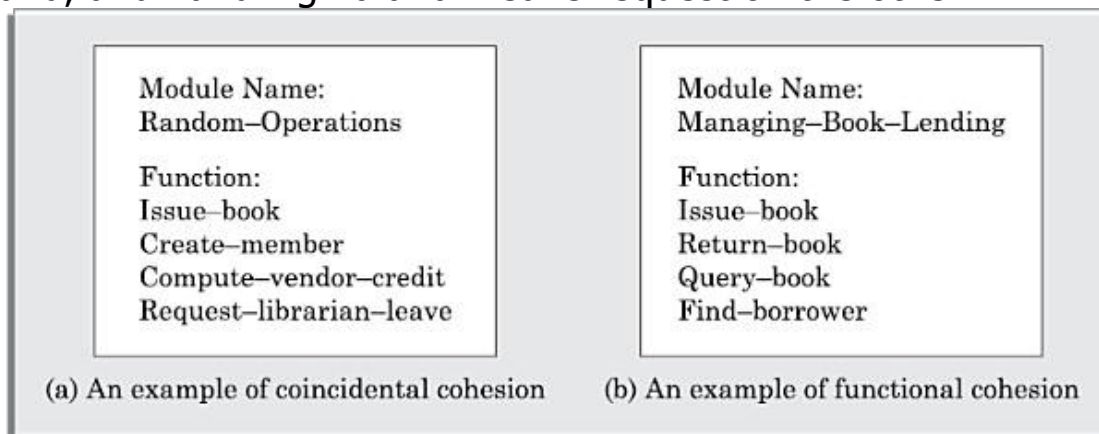 Module Name:
Random–Operations
Function:
Issue–book
Create–member
Compute–vendor–credit
Request–librarian–leave
(a) An example of coincidental cohesion
Module Name:
Managing–Book–Lending
Function:
Issue–book
Return–book
Query–book
Find–borrower
(b) An example of functional cohesion